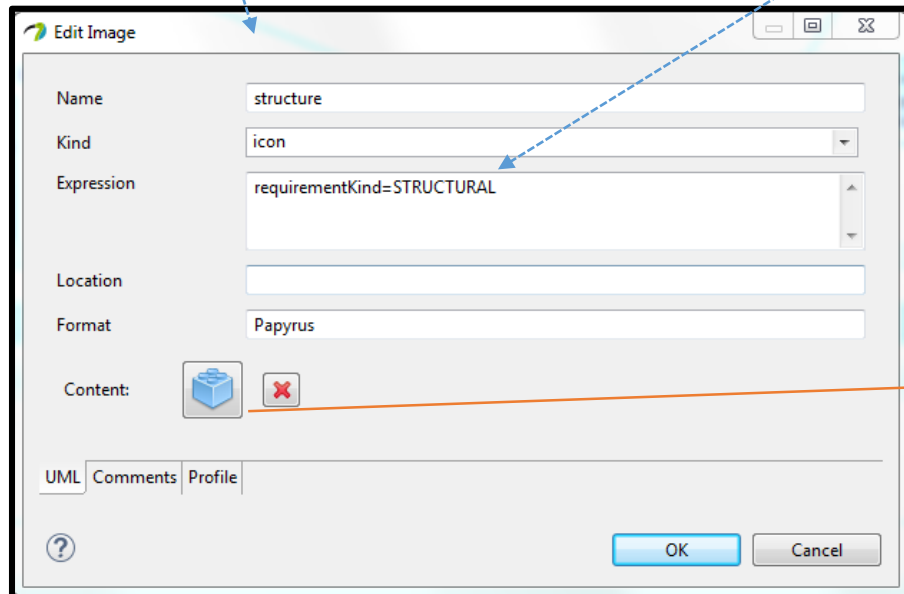 Edit Image
Name structure
Kind icon
Expression requirementKind=STRUCTURAL
Location
Format Papyrus
Content:
UML Comments Profile
? OK Cancel